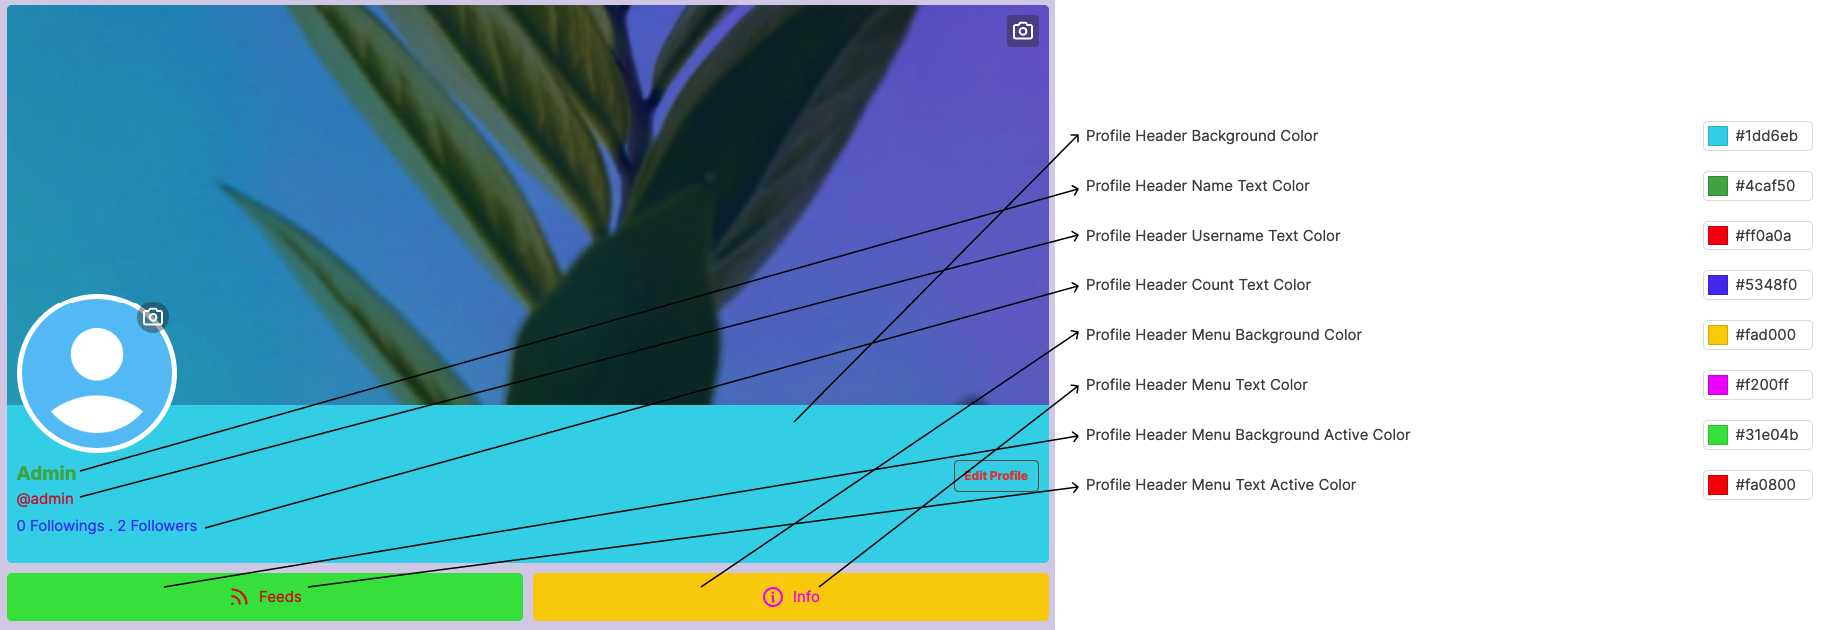 Profile Header Background Color #1dd6eb
Profile Header Name Text Color #4caf50
Profile Header Username Text Color #ff0a0a
Profile Header Count Text Color #5348f0
Profile Header Menu Background Color #fad000
Profile Header Menu Text Color #f200ff
Profile Header Menu Background Active Color #31e04b
Profile Header Menu Text Active Color #fa0800
Admin
@admin
0 Followings . 2 Followers
Edit Profile
Feeds
Info